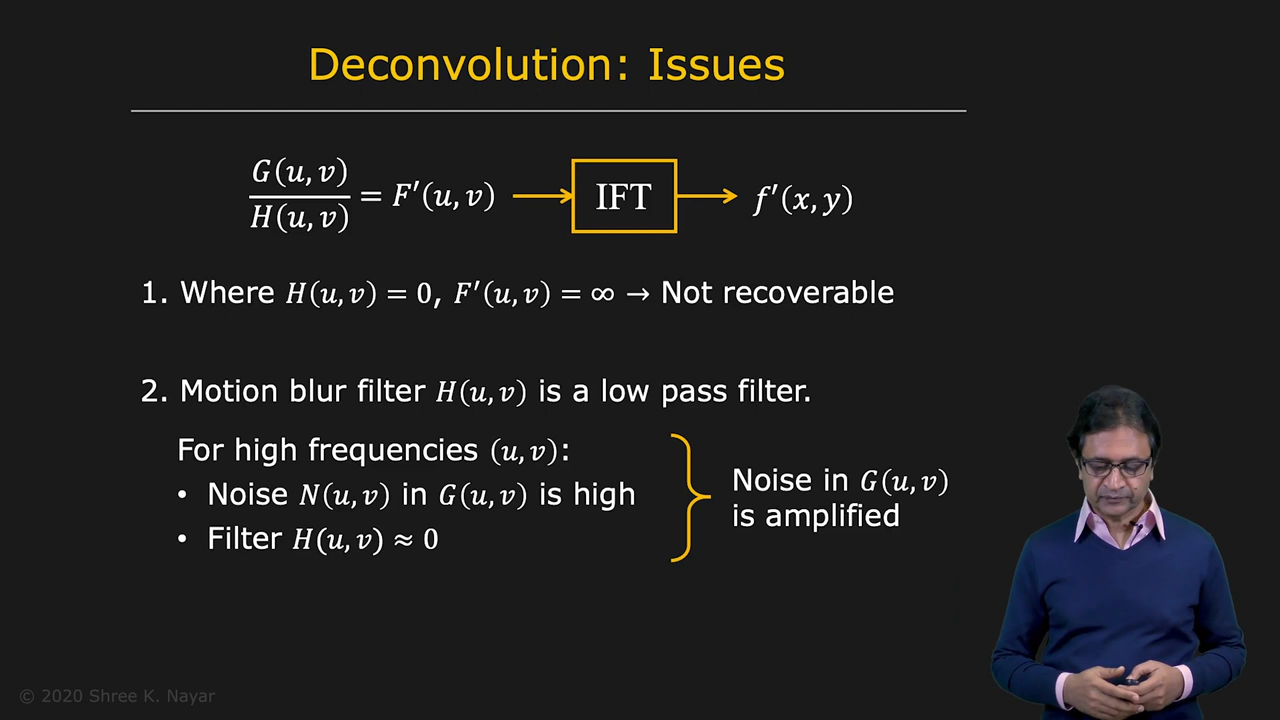 Deconvolution: Issues
G(u, v)
H(u, v)
= F′(u, v)
IFT
f′(x, y)
1. Where H(u, v) = 0, F′(u, v) = ∞ → Not recoverable
2. Motion blur filter H(u, v) is a low pass filter.
For high frequencies (u, v):
• Noise N(u, v) in G(u, v) is high
• Filter H(u, v) ≈ 0
Noise in G(u, v)
is amplified
© 2020 Shree K. Nayar